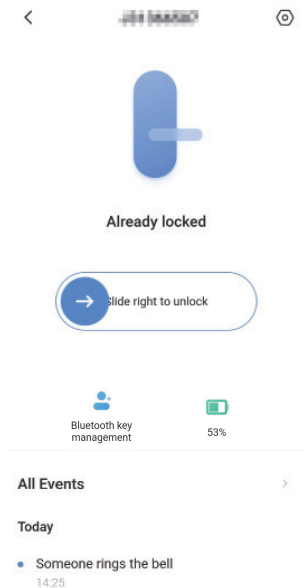 Already locked
Slide right to unlock
Bluetooth key
management
53%
All Events
Today
Someone rings the bell
14:25